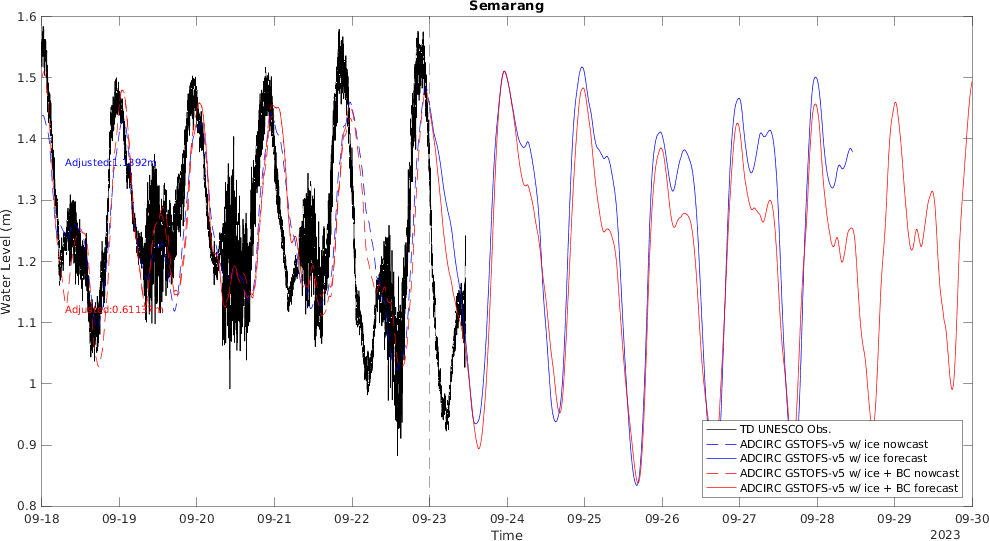 Semarang
1.6
1.5
1.4
1.3
1.2
1.1
1
0.9
0.8
Water Level (m)
Adjusted:1.1392m
TD UNESCO Obs.
ADCIRC GSTOFS-v5 w/ ice nowcast
ADCIRC GSTOFS-v5 w/ ice forecast
ADCIRC GSTOFS-v5 w/ ice + BC nowcast
ADCIRC GSTOFS-v5 w/ ice + BC forecast
09-18 09-19 09-20 09-21 09-22 09-23 09-24 09-25 09-26 09-27 09-28 09-29 09-30
Time
2023